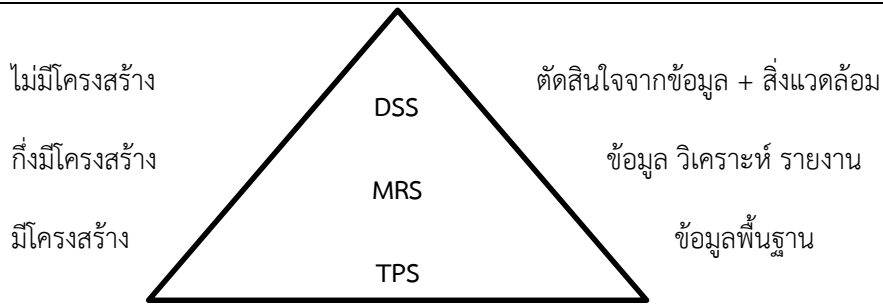 ไม่มีโครงสร้าง
ตัดสินใจจากข้อมูล + สิ่งแวดล้อม
DSS
กึ่งมีโครงสร้าง
ข้อมูล วิเคราะห์ รายงาน
MRS
มีโครงสร้าง
ข้อมูลพื้นฐาน
TPS